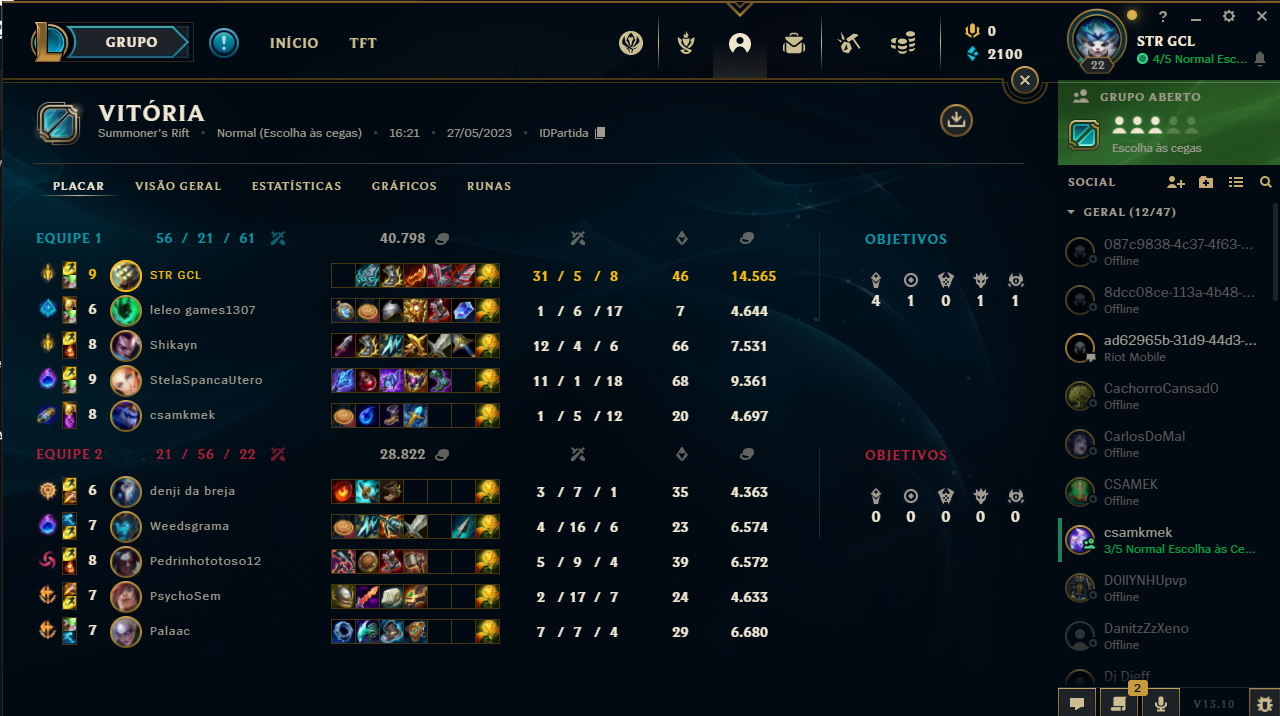 GRUPO
INÍCIO
TFT
0
2100
22
STR GCL
4/5 Normal Esc...
VITÓRIA
Summoner's Rift • Normal (Escolha às cegas) • 16:21 • 27/05/2023 • IDPartida
GRUPO ABERTO
Escolha às cegas
PLACAR VISÃO GERAL ESTATÍSTICAS GRÁFICOS RUNAS
EQUIPE 1 56 / 21 / 61 40.798
9 STR GCL 31 / 5 / 8 46 14.565
6 leleo games1307 1 / 6 / 17 7 4.644
8 Shikayn 12 / 4 / 6 66 7.531
9 StelaSpancaUtero 11 / 1 / 18 68 9.361
8 csamkmek 1 / 5 / 12 20 4.697
OBJETIVOS
4 1 0 1 1
EQUIPE 2 21 / 56 / 22 28.822
6 denji da breja 3 / 7 / 1 35 4.363
7 Weedsgrama 4 / 16 / 6 23 6.574
8 Pedrinhototoso12 5 / 9 / 4 39 6.572
7 PsychoSem 2 / 17 / 7 24 4.633
7 Palaac 7 / 7 / 4 29 6.680
OBJETIVOS
0 0 0 0 0
SOCIAL
GERAL (12/47)
087c9838-4c37-4f63-...
Offline
8dcc08ce-113a-4b48-...
Offline
ad62965b-31d9-44d3-...
Riot Mobile
CachorroCansad0
Offline
CarlosDoMal
Offline
CSAMEK
Offline
csamkmek
3/5 Normal Escolha às Ce...
DOIIYNHUpvp
Offline
DanitzZzXeno
Offline
Dj Djeff
2
V13.10